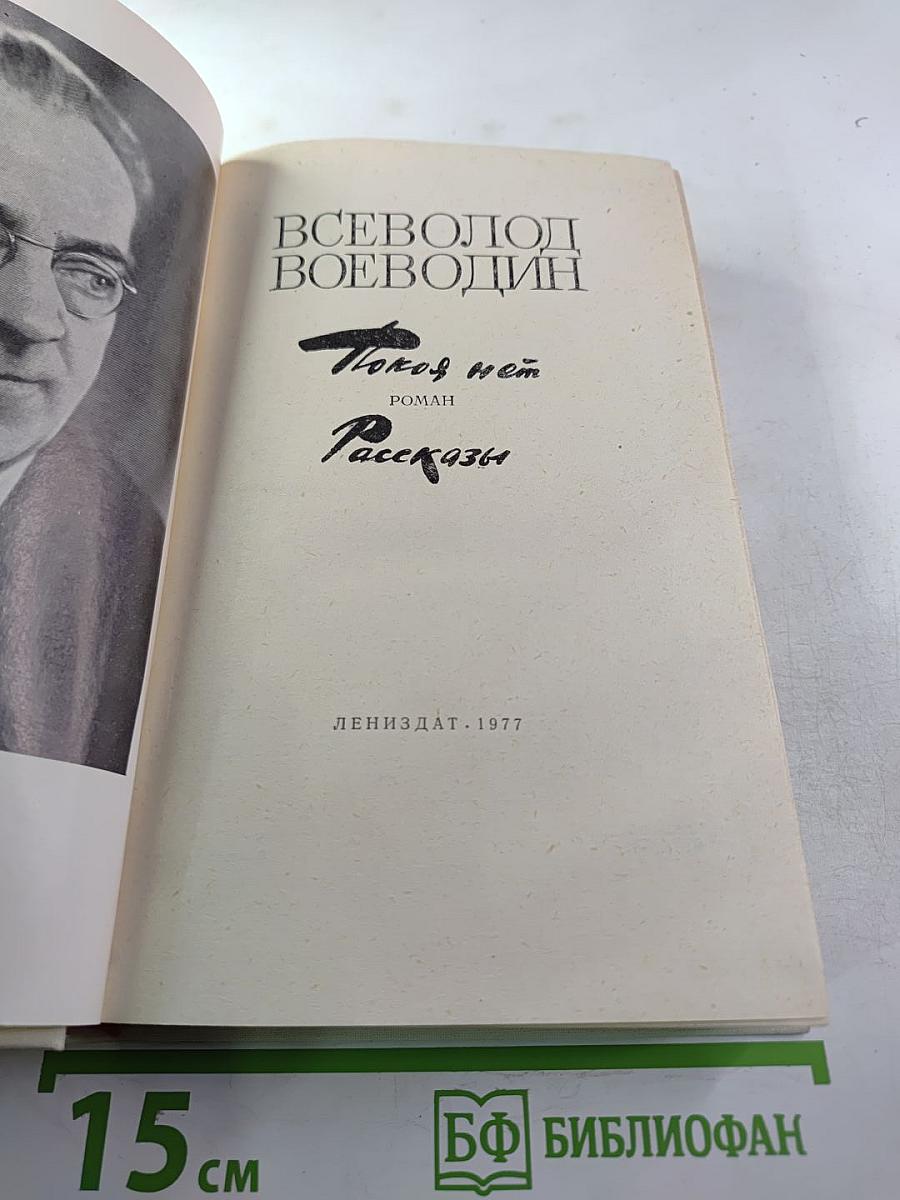 ВСЕВОЛОД
ВОЕВОДИН
Покоя нет
РОМАН
Рассказы
ЛЕНИЗДАТ • 1977
15 см
БФ БИБЛИОФАН